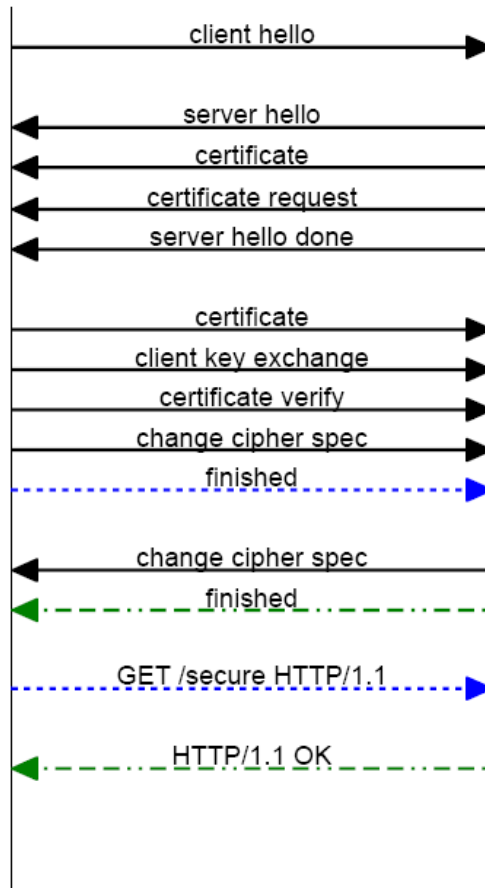 client hello
server hello
certificate
certificate request
server hello done
certificate
client key exchange
certificate verify
change cipher spec
finished
change cipher spec
finished
GET /secure HTTP/1.1
HTTP/1.1 OK